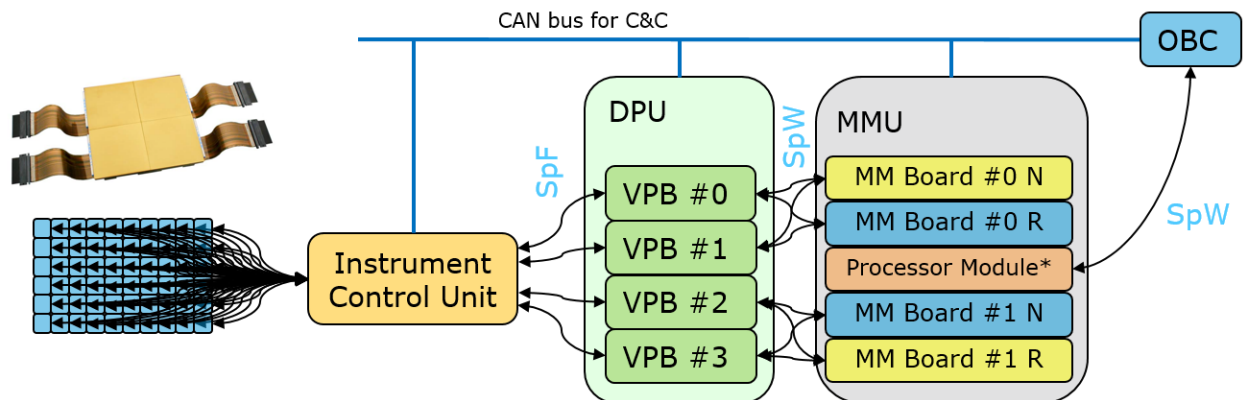 CAN bus for C&C
OBC
DPU
SpW
MMU
SpF
VPB #0
VPB #1
VPB #2
VPB #3
MM Board #0 N
MM Board #0 R
Processor Module*
MM Board #1 N
MM Board #1 R
SpW
Instrument
Control Unit